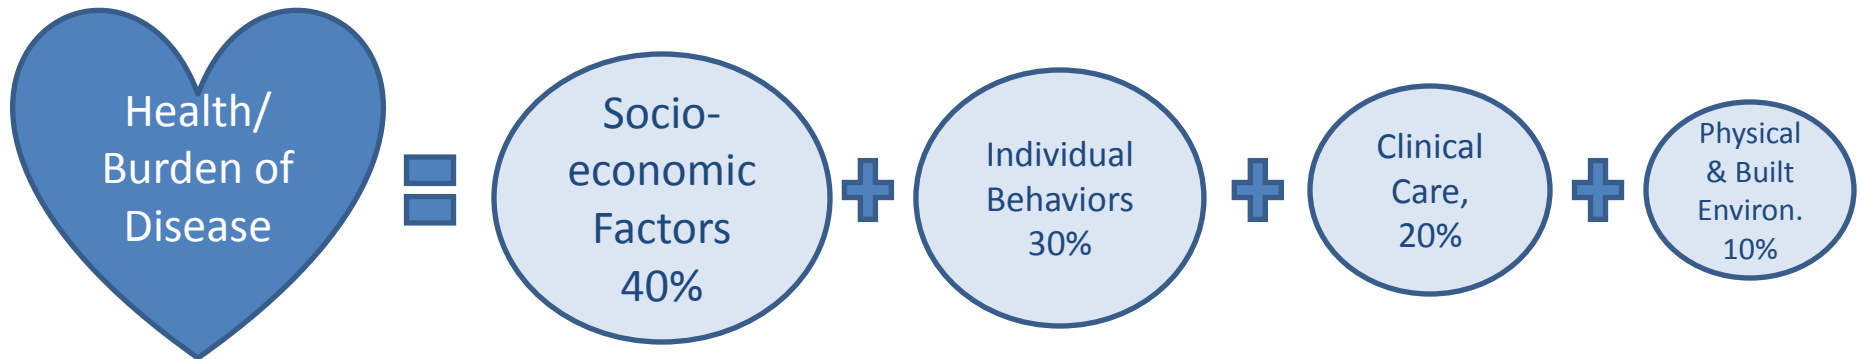 Health/
Burden of
Disease
Socio-
economic
Factors
40%
Individual
Behaviors
30%
Clinical
Care,
20%
Physical
& Built
Environ.
10%